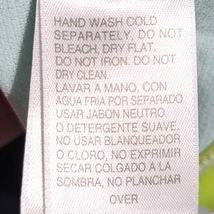 HAND WASH COLD
SEPARATELY, DO NOT
BLEACH, DRY FLAT.
DO NOT IRON. DO NOT
DRY CLEAN.
LAVAR A MANO, CON
AGUA FRIA POR SEPARADO
USAR JABON NEUTRO
O DETERGENTE SUAVE.
NO USAR BLANQUEADOR
O CLORO, NO EXPRIMIR
SECAR COLGADO A LA
SOMBRA, NO PLANCHAR
OVER